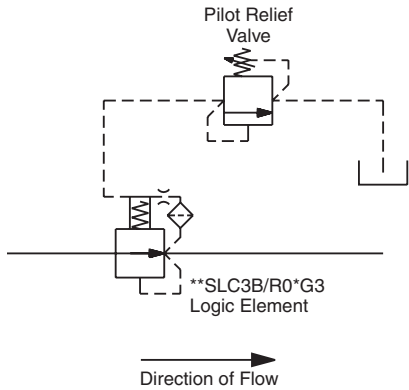 Pilot Relief
Valve
**SLC3B/R0*G3
Logic Element
Direction of Flow